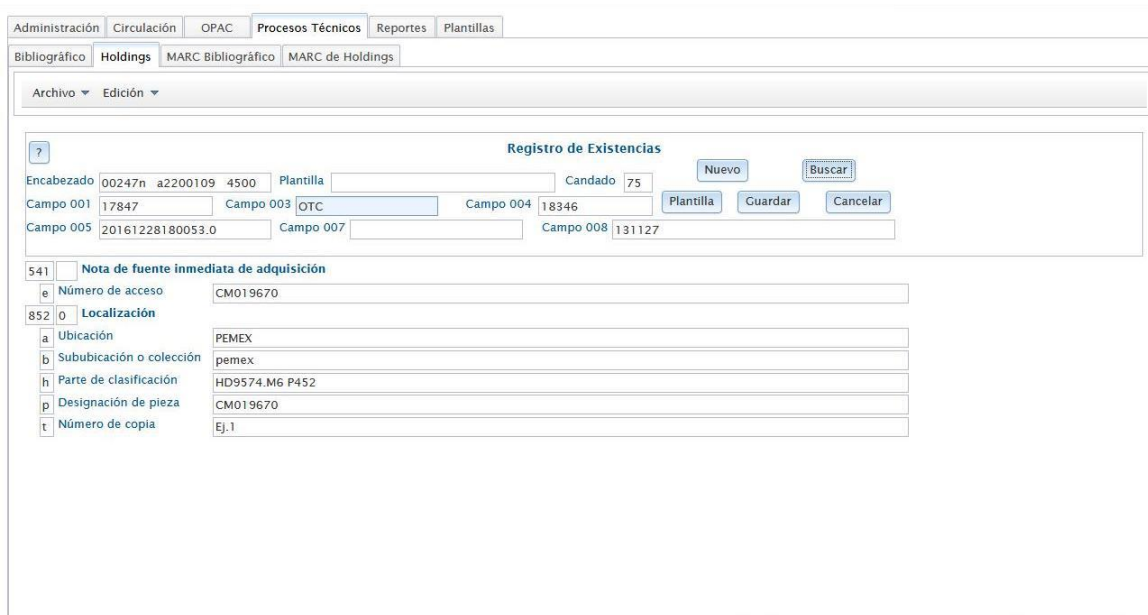 Administración Circulación OPAC Procesos Técnicos Reportes Plantillas
Bibliográfico Holdings MARC Bibliográfico MARC de Holdings
Archivo Edición
? Registro de Existencias
Nuevo Buscar
Encabezado 00247n a2200109 4500 Plantilla Candado 75
Campo 001 17847 Campo 003 OTC Campo 004 18346 Plantilla Guardar Cancelar
Campo 005 20161228180053.0 Campo 007 Campo 008 131127
541 Nota de fuente inmediata de adquisición
e Número de acceso CM019670
852 0 Localización
a Ubicación PEMEX
b Sububicación o colección pemex
h Parte de clasificación HD9574.M6 P452
p Designación de pieza CM019670
t Número de copia Ej.1